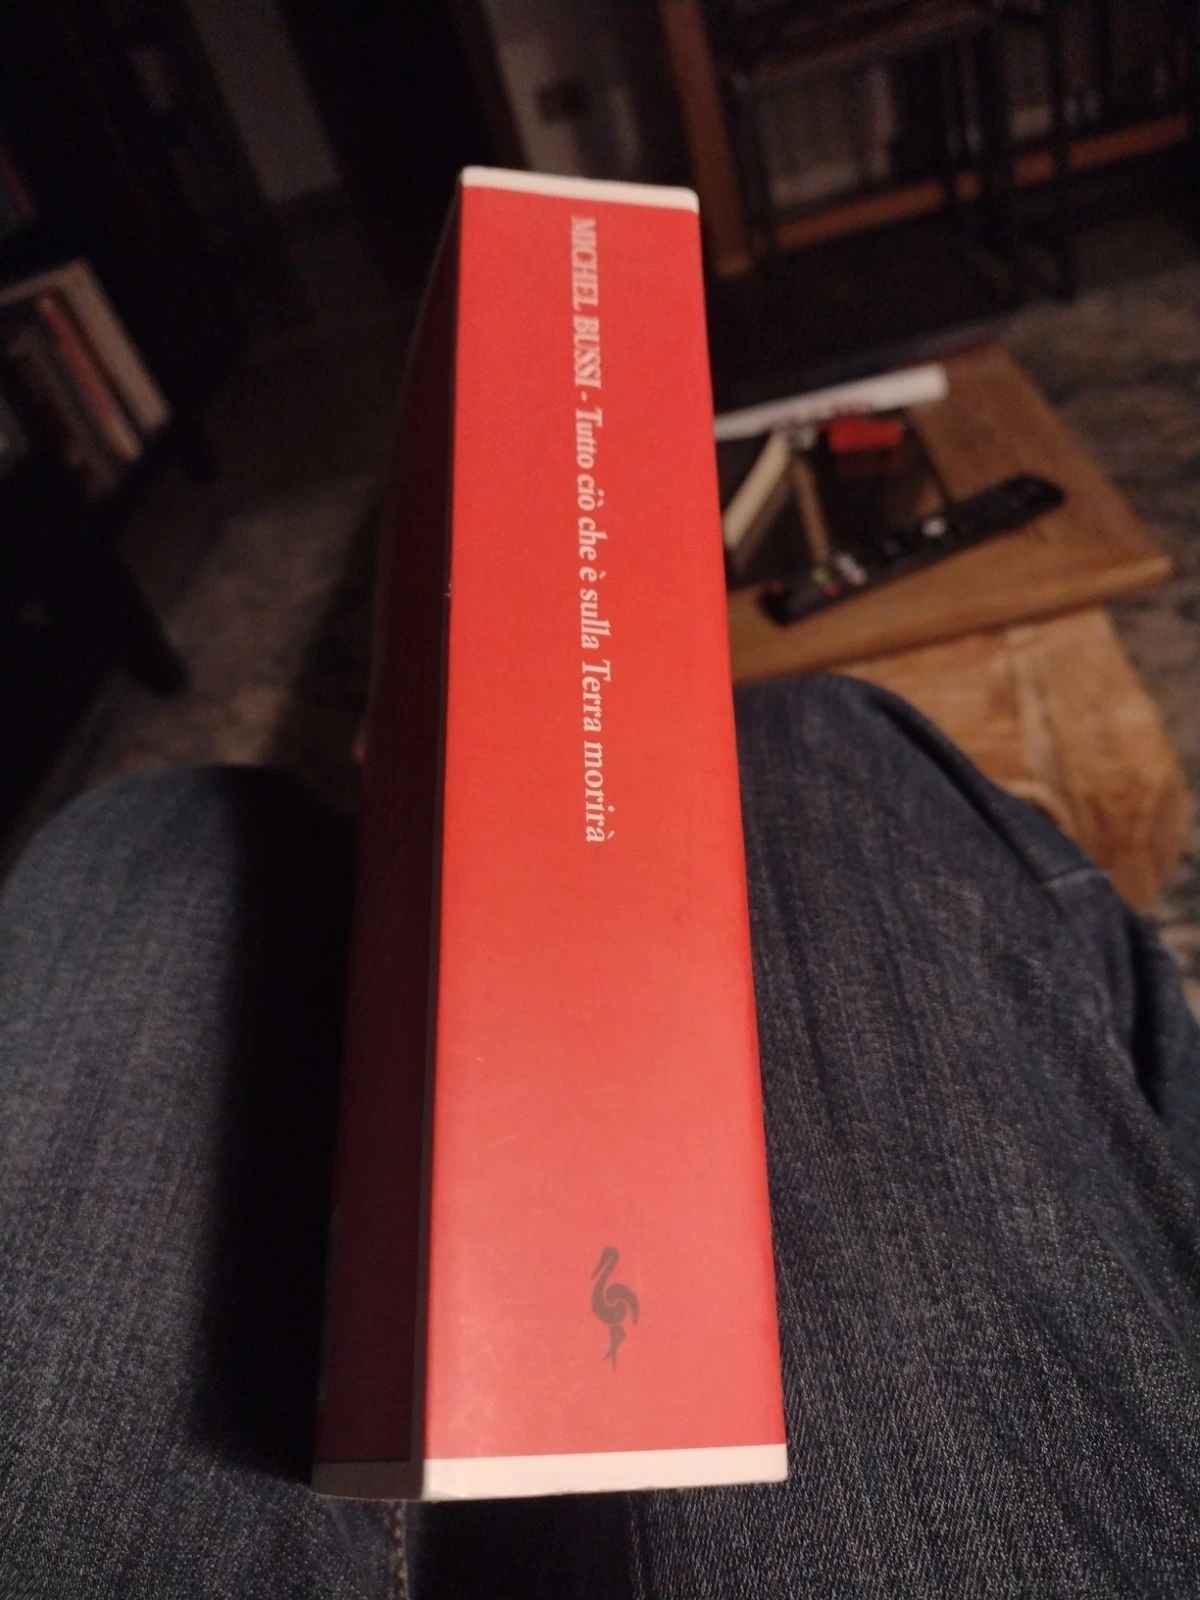 MICHEL BUSSI - Tutto ciò che è sulla Terra morirà